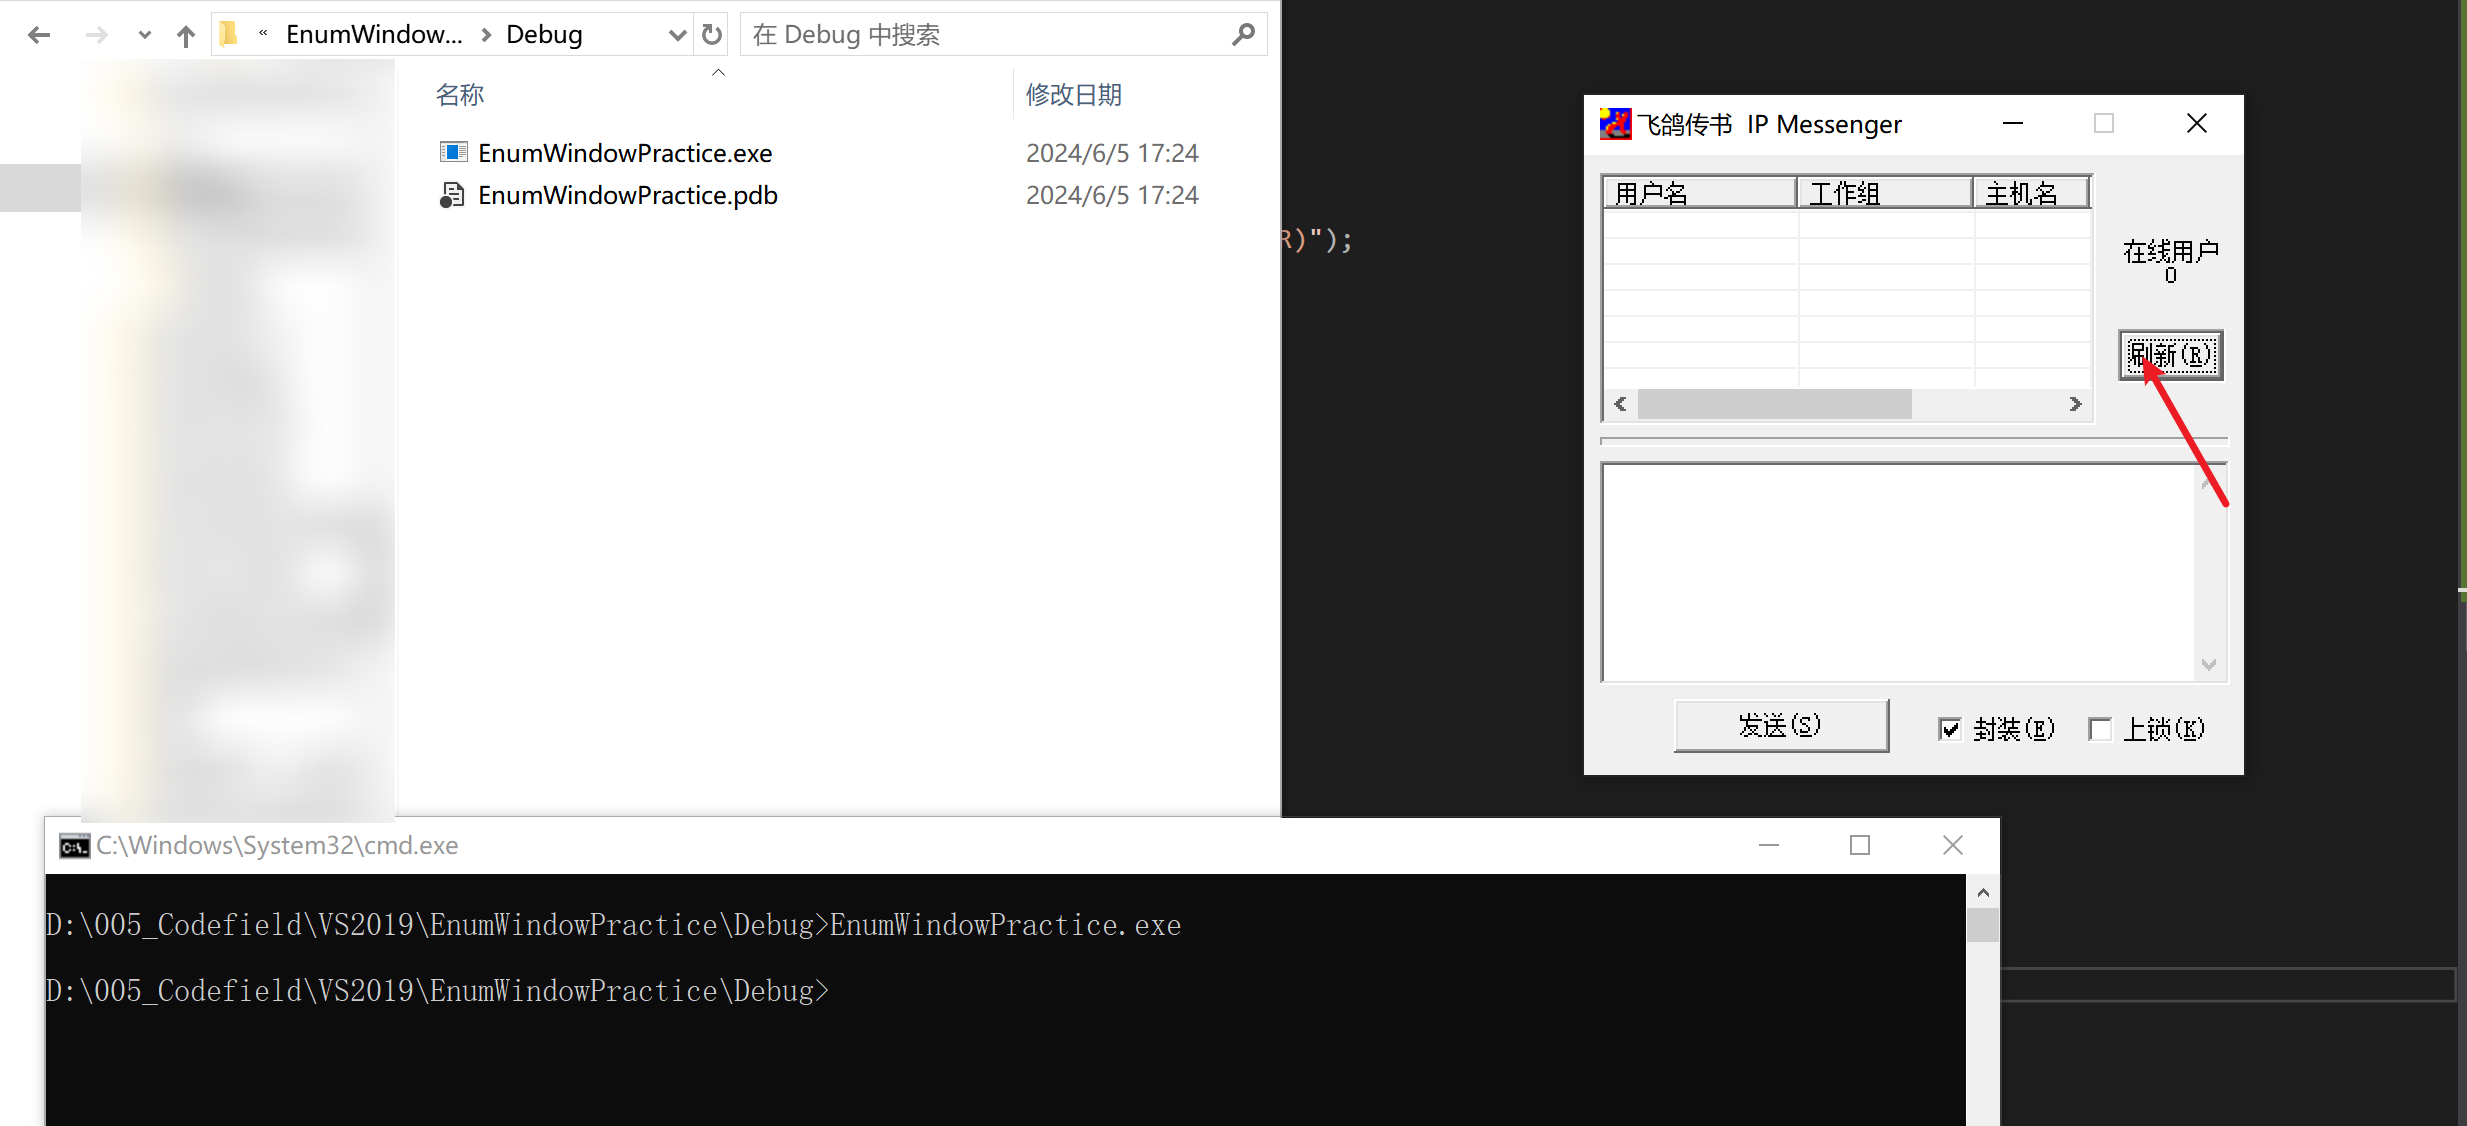 « EnumWindow... > Debug
在 Debug 中搜索
名称
修改日期
EnumWindowPractice.exe
2024/6/5 17:24
EnumWindowPractice.pdb
2024/6/5 17:24
R)");
飞鸽传书 IP Messenger
用户名
工作组
主机名
在线用户
0
刷新(R)
发送(S)
封装(E)
上锁(K)
C:\Windows\System32\cmd.exe
D:\005_Codefield\VS2019\EnumWindowPractice\Debug>EnumWindowPractice.exe
D:\005_Codefield\VS2019\EnumWindowPractice\Debug>